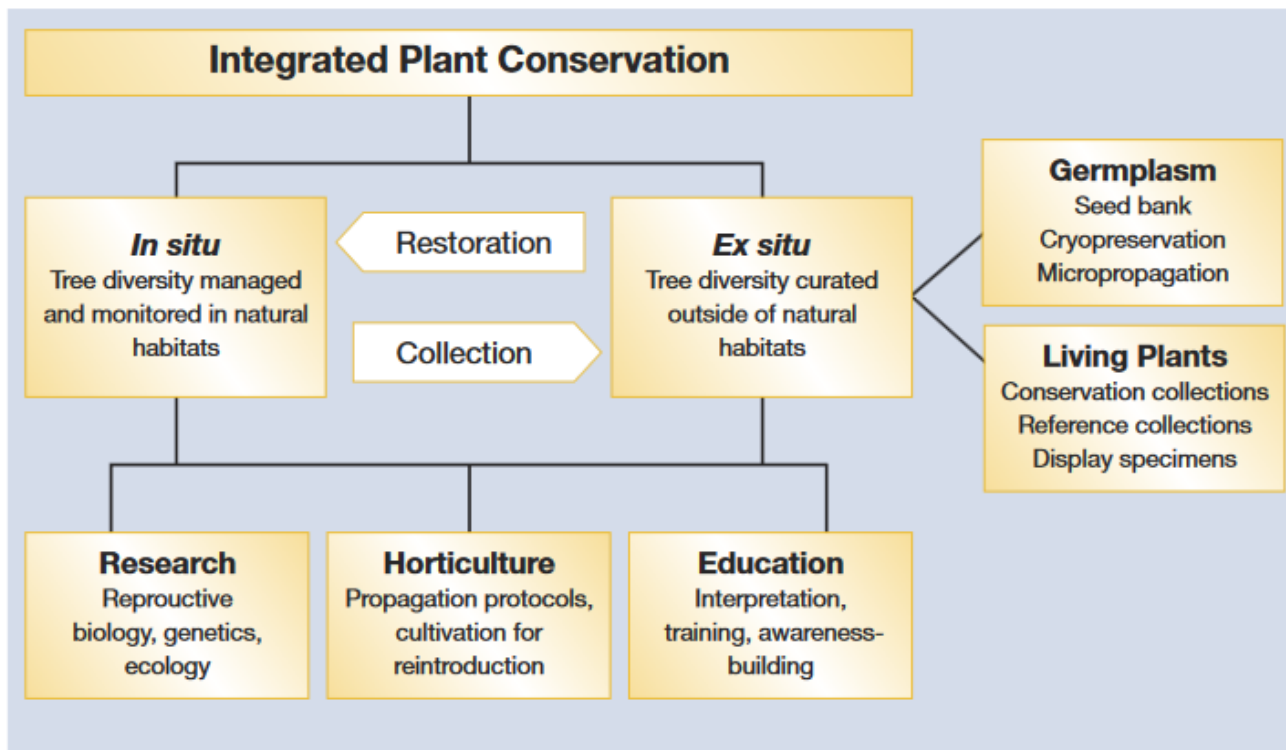 Integrated Plant Conservation
In situ
Tree diversity managed
and monitored in natural
habitats
Restoration
Collection
Ex situ
Tree diversity curated
outside of natural
habitats
Germplasm
Seed bank
Cryopreservation
Micropropagation
Living Plants
Conservation collections
Reference collections
Display specimens
Research
Reprouctive
biology, genetics,
ecology
Horticulture
Propagation protocols,
cultivation for
reintroduction
Education
Interpretation,
training, awareness-
building